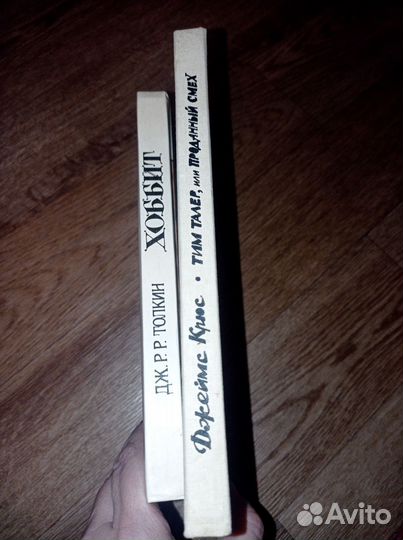 ДЖ. Р. Р. ТОЛКИН ХОББИТ
Джеймс Крюс • ТИМ ТАЛЕР, или ПРОДАННЫЙ СМЕХ
Avito